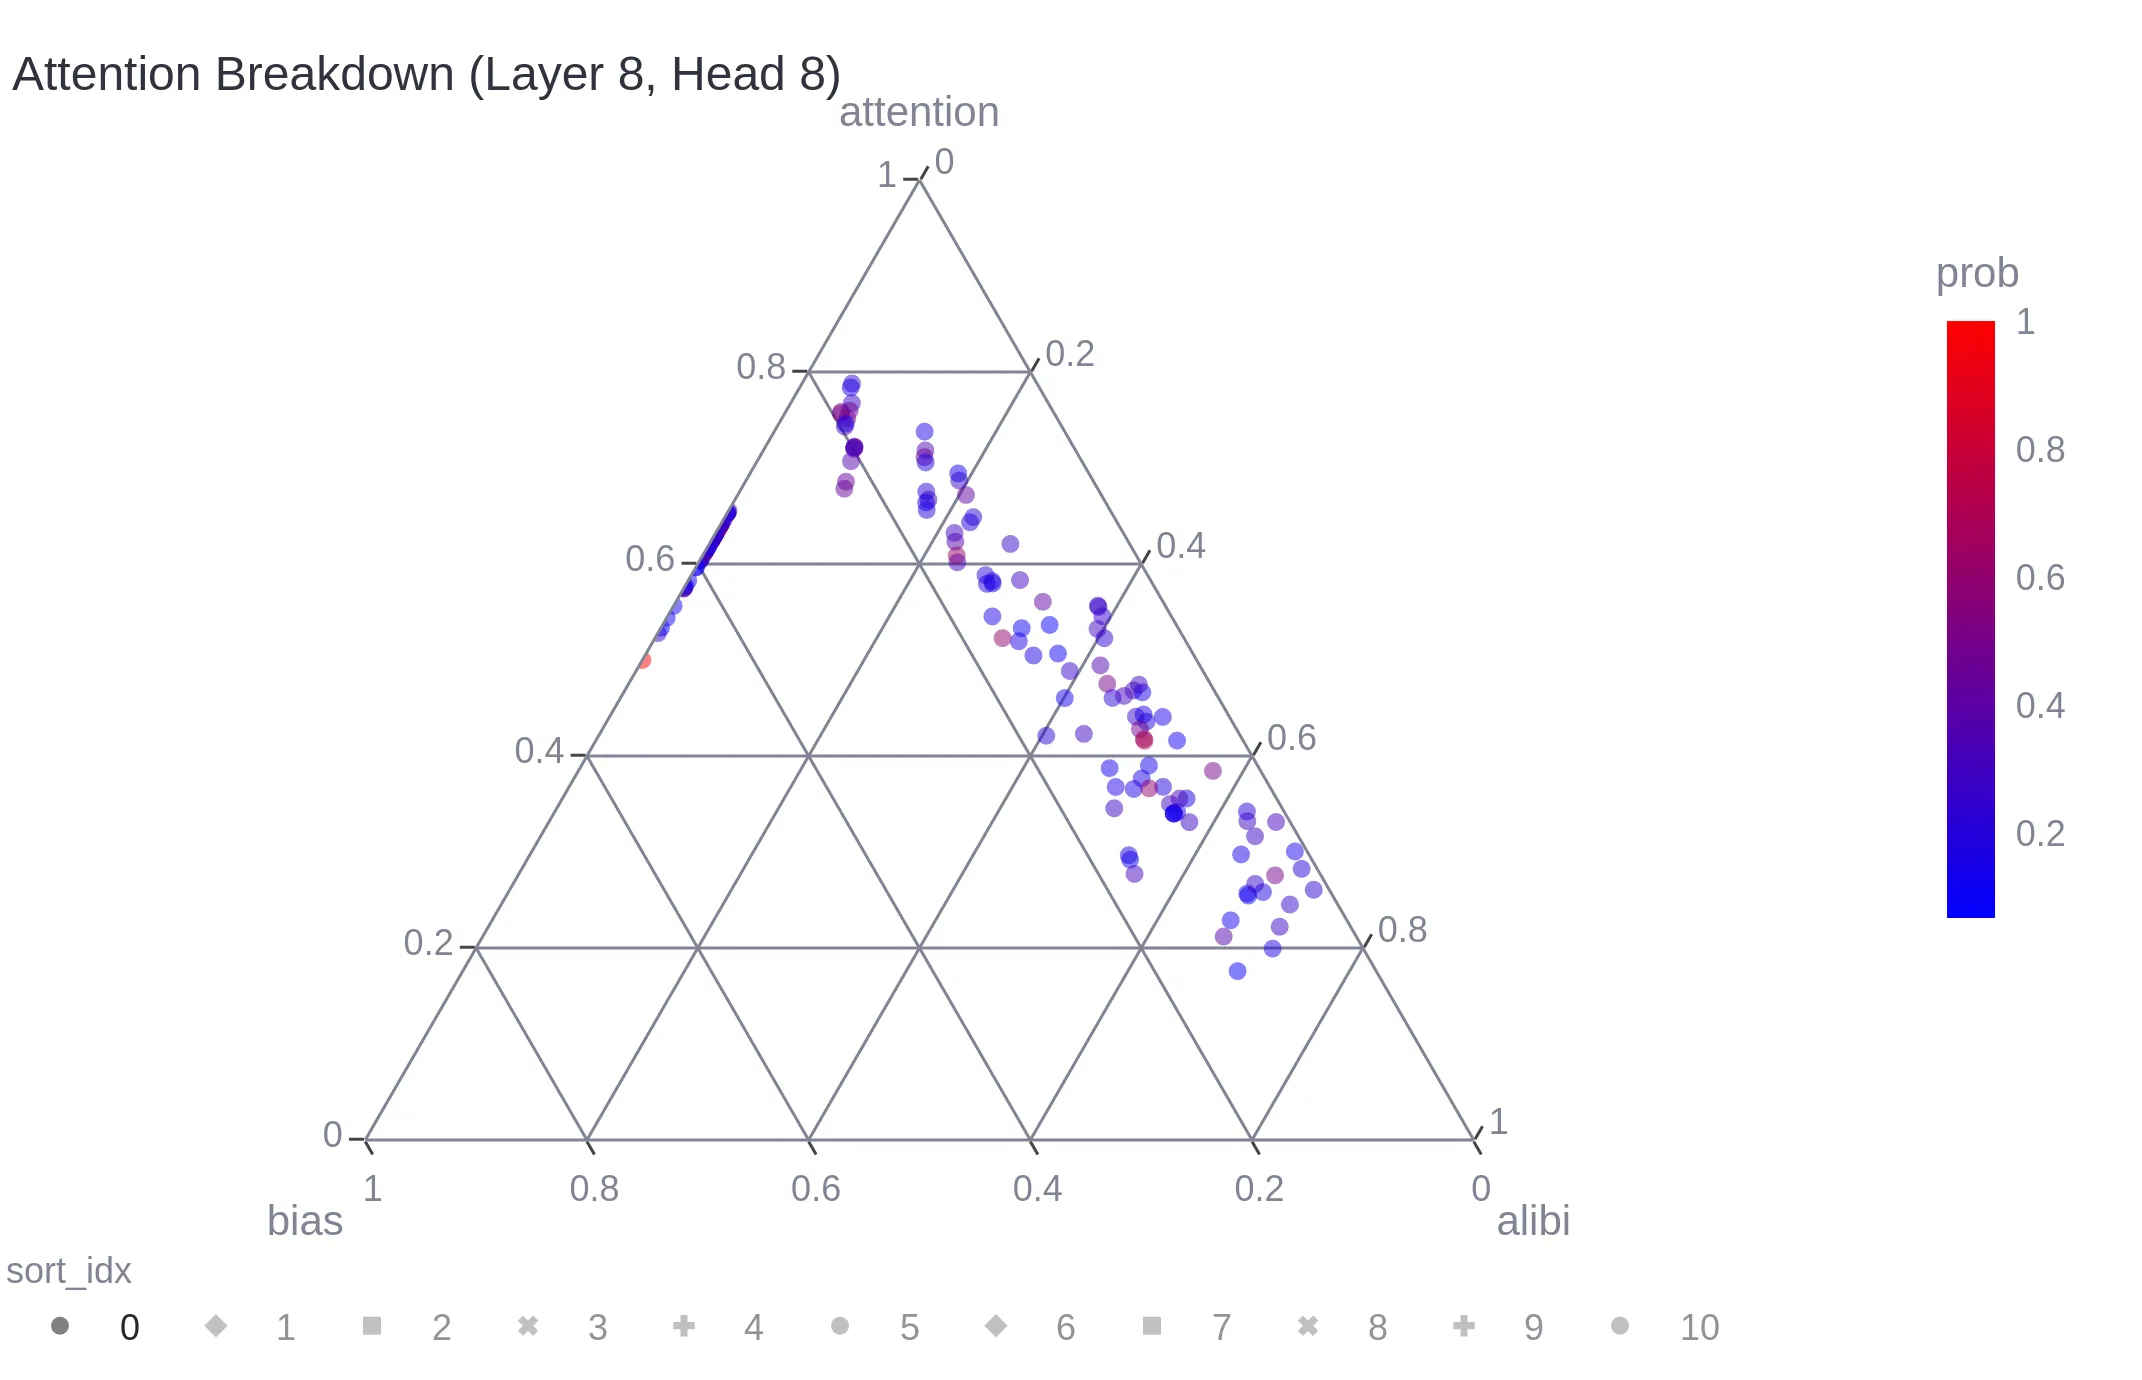 Attention Breakdown (Layer 8, Head 8)
attention
1 0
prob
1
0.8 0.2
0.8
0.6 0.4
0.6
0.4 0.6
0.4
0.2 0.8
0.2
0 1
1 0.8 0.6 0.4 0.2 0
bias alibi
sort_idx
0 1 2 3 4 5 6 7 8 9 10